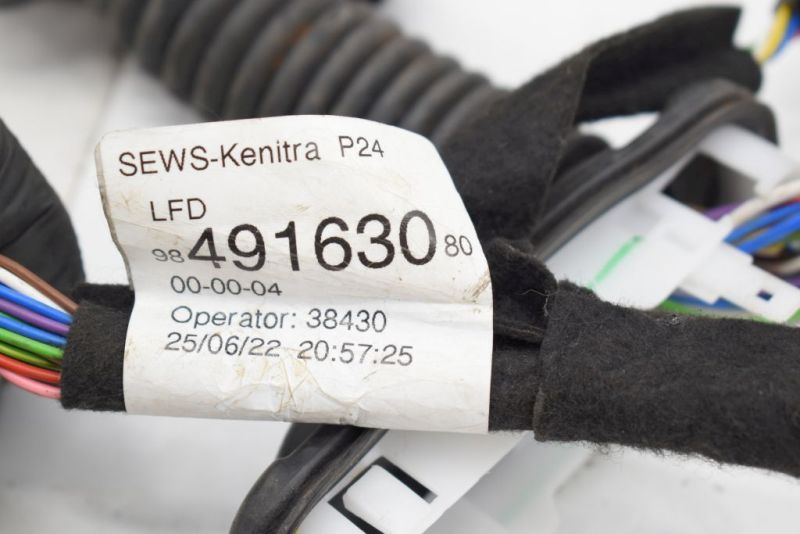 SEWS-Kenitra P24
LFD
98 491630 80
00-00-04
Operator: 38430
25/06/22 20:57:25